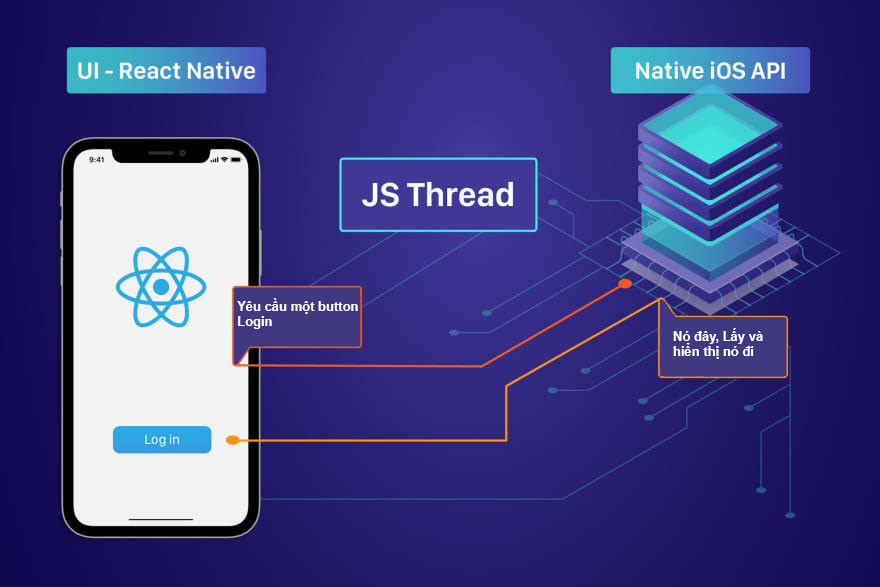 UI - React Native
Native iOS API
9:41
JS Thread
Yêu cầu một button
Login
Nó đây, Lấy và
hiển thị nó đi
Log in